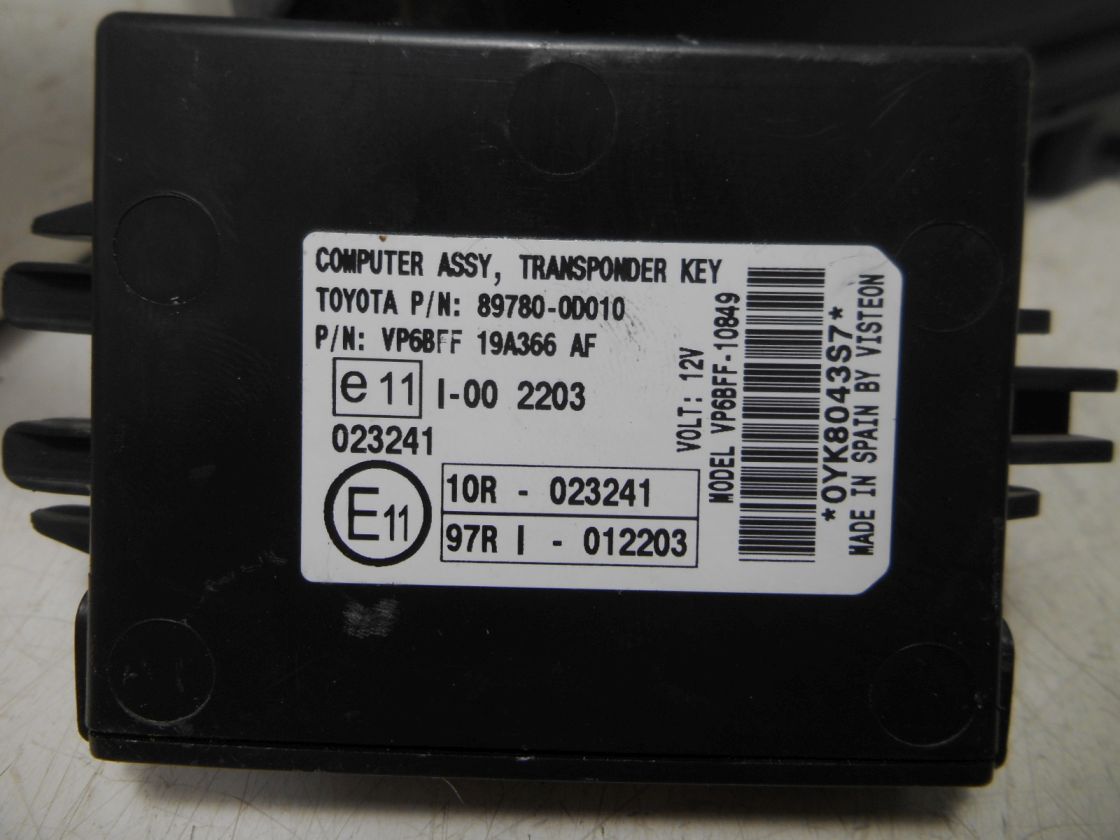 COMPUTER ASSY, TRANSPONDER KEY
TOYOTA P/N: 89780-0D010
P/N: VP6BFF 19A366 AF
e 11 I-00 2203
023241
E11
10R - 023241
97R I - 012203
VOLT: 12V
MODEL VP6BFF-10849
*0YK8043S7*
MADE IN SPAIN BY VISTEON